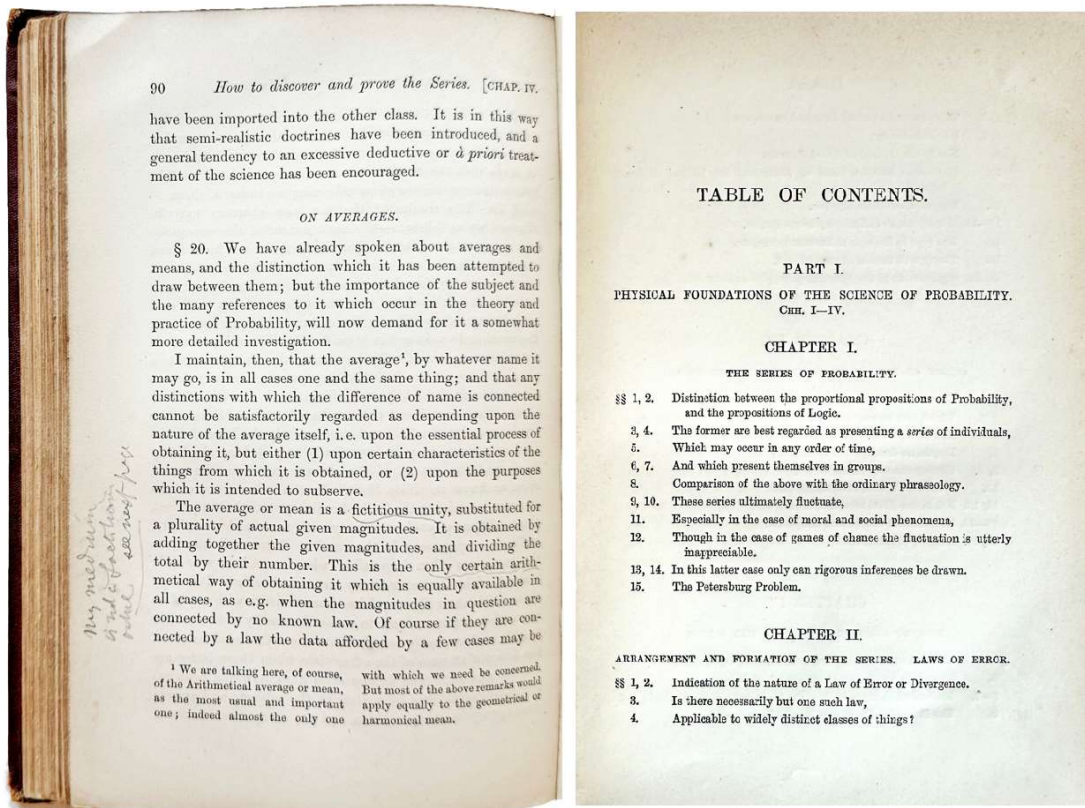 90 How to discover and prove the Series. [CHAP. IV.
have been imported into the other class. It is in this way
that semi-realistic doctrines have been introduced, and a
general tendency to an excessive deductive or à priori treat-
ment of the science has been encouraged.
ON AVERAGES.
§ 20. We have already spoken about averages and
means, and the distinction which it has been attempted to
draw between them; but the importance of the subject and
the many references to it which occur in the theory and
practice of Probability, will now demand for it a somewhat
more detailed investigation.
I maintain, then, that the average¹, by whatever name it
may go, is in all cases one and the same thing; and that any
distinctions with which the difference of name is connected
cannot be satisfactorily regarded as depending upon the
nature of the average itself, i.e. upon the essential process of
obtaining it, but either (1) upon certain characteristics of the
things from which it is obtained, or (2) upon the purposes
which it is intended to subserve.
The average or mean is a fictitious unity, substituted for
a plurality of actual given magnitudes. It is obtained by
adding together the given magnitudes, and dividing the
total by their number. This is the only certain arith-
metical way of obtaining it which is equally available in
all cases, as e.g. when the magnitudes in question are
connected by no known law. Of course if they are con-
nected by a law the data afforded by a few cases may be
¹ We are talking here, of course,
of the Arithmetical average or mean,
as the most usual and important
one; indeed almost the only one
with which we need be concerned.
But most of the above remarks would
apply equally to the geometrical or
harmonical mean.
my medium
is not a
see next page
TABLE OF CONTENTS.
PART I.
PHYSICAL FOUNDATIONS OF THE SCIENCE OF PROBABILITY.
CHH. I—IV.
CHAPTER I.
THE SERIES OF PROBABILITY.
§§ 1, 2. Distinction between the proportional propositions of Probability,
and the propositions of Logic.
3, 4. The former are best regarded as presenting a series of individuals,
5. Which may occur in any order of time,
6, 7. And which present themselves in groups.
8. Comparison of the above with the ordinary phraseology.
9, 10. These series ultimately fluctuate,
11. Especially in the case of moral and social phenomena,
12. Though in the case of games of chance the fluctuation is utterly
inappreciable.
13, 14. In this latter case only can rigorous inferences be drawn.
15. The Petersburg Problem.
CHAPTER II.
ARRANGEMENT AND FORMATION OF THE SERIES. LAWS OF ERROR.
§§ 1, 2. Indication of the nature of a Law of Error or Divergence.
3. Is there necessarily but one such law,
4. Applicable to widely distinct classes of things?